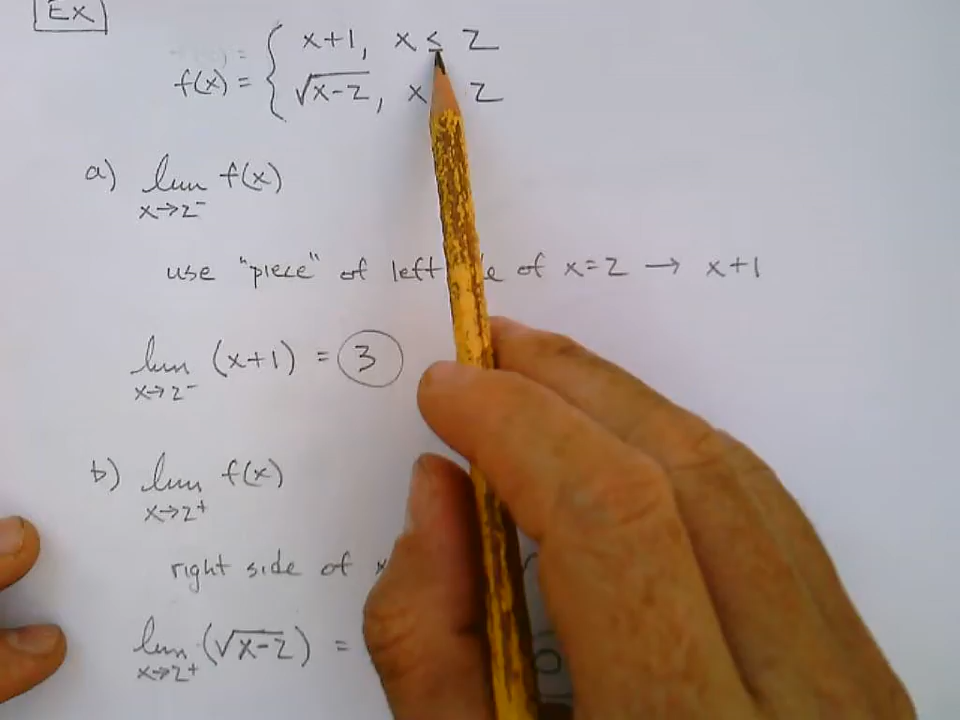 Ex
f(x) = { x+1, x ≤ 2
√(x-2), x 2
a) lim x→2⁻ f(x)
use "piece" of left of x=2 → x+1
lim x→2⁻ (x+1) = 3
b) lim x→2⁺ f(x)
right side of x
lim x→2⁺ (√(x-2)) =